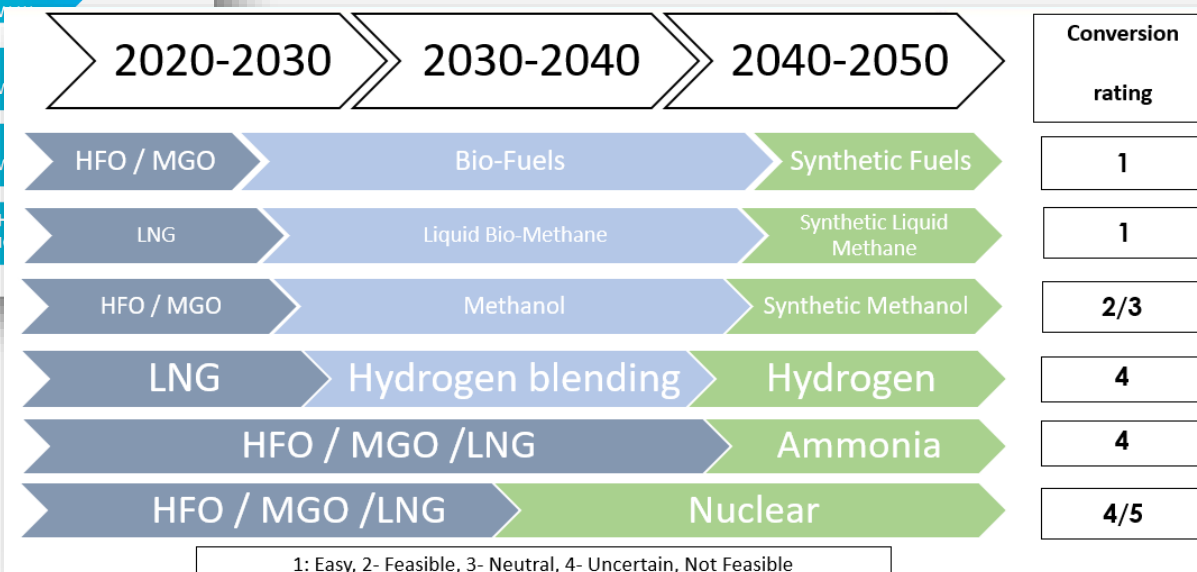 2020-2030 2030-2040 2040-2050
Conversion
rating
HFO / MGO Bio-Fuels Synthetic Fuels 1
LNG Liquid Bio-Methane Synthetic Liquid
Methane 1
HFO / MGO Methanol Synthetic Methanol 2/3
LNG Hydrogen blending Hydrogen 4
HFO / MGO /LNG Ammonia 4
HFO / MGO /LNG Nuclear 4/5
1: Easy, 2- Feasible, 3- Neutral, 4- Uncertain, Not Feasible